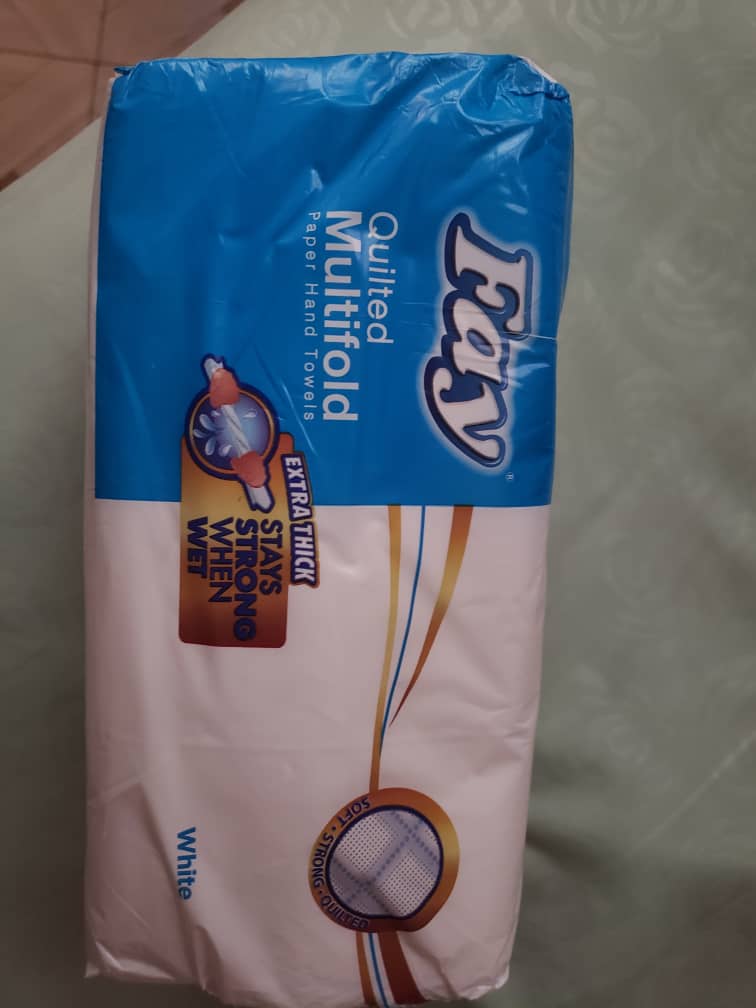 Fay®
Quilted
Multifold
Paper Hand Towels
EXTRA THICK
STAYS
STRONG
WHEN
WET
SOFT • STRONG • QUILTED
White